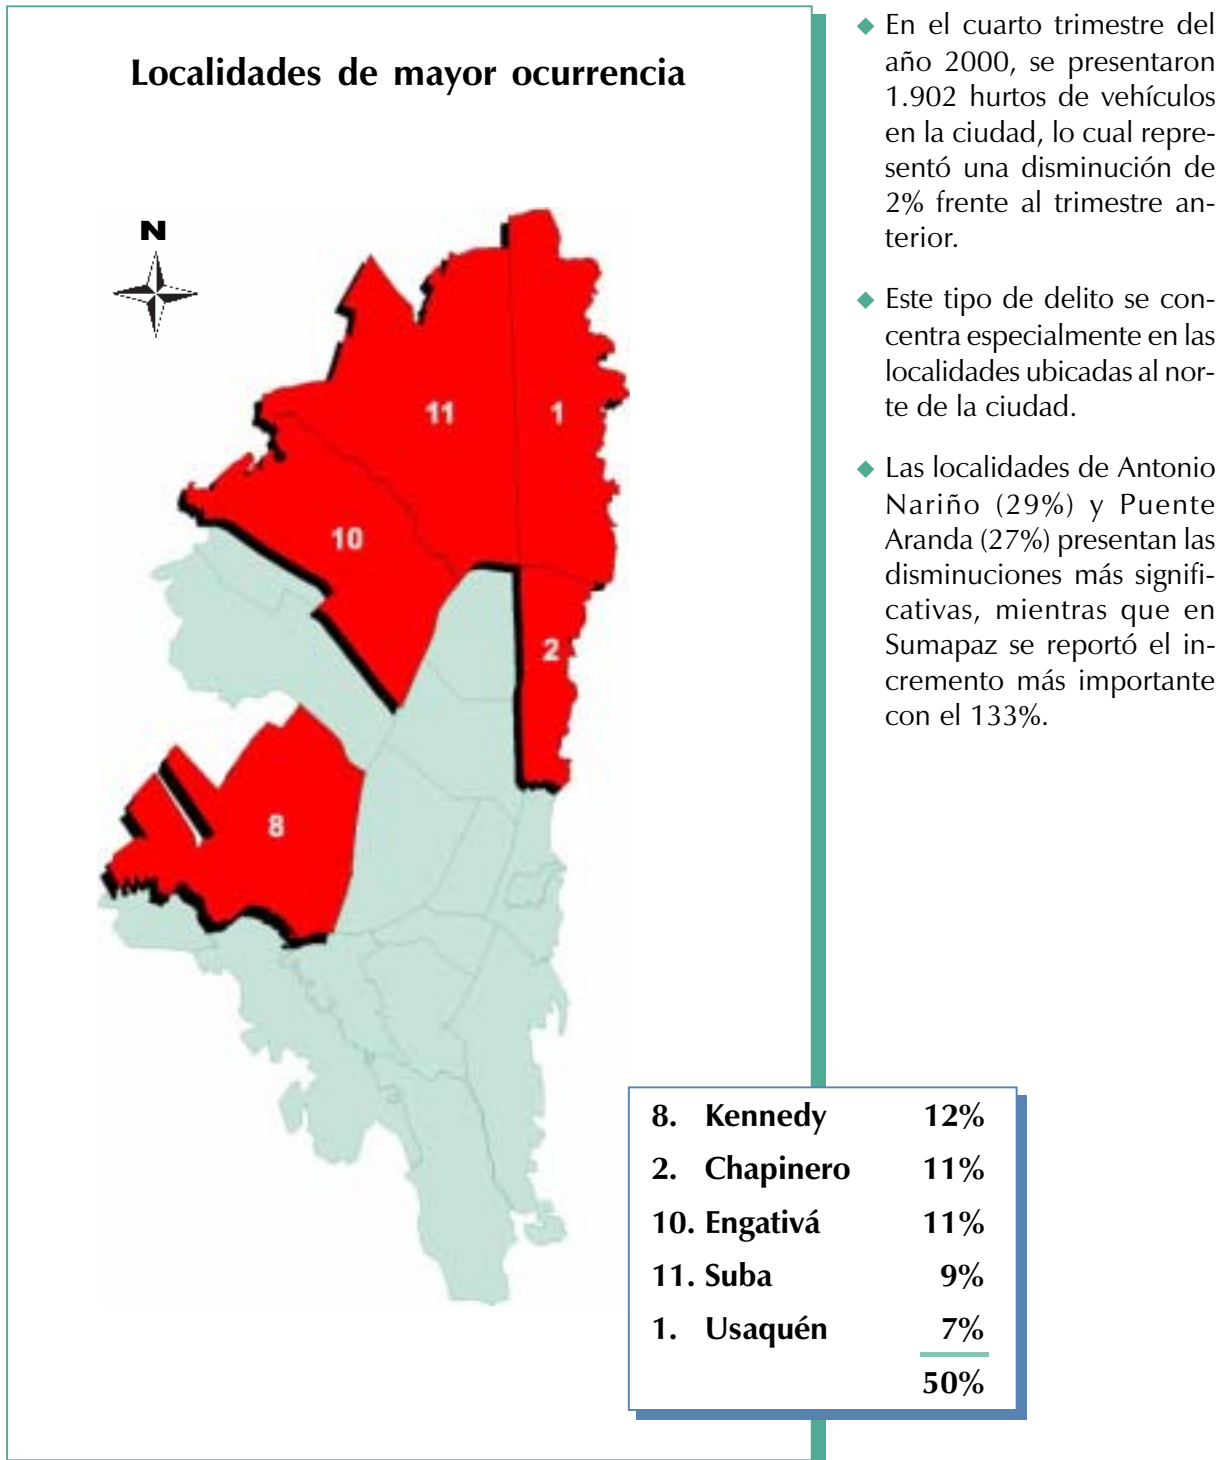 Localidades de mayor ocurrencia
N
11
1
10
2
8
8. Kennedy 12%
2. Chapinero 11%
10. Engativá 11%
11. Suba 9%
1. Usaquén 7%
50%
◆ En el cuarto trimestre del
año 2000, se presentaron
1.902 hurtos de vehículos
en la ciudad, lo cual repre-
sentó una disminución de
2% frente al trimestre an-
terior.
◆ Este tipo de delito se con-
centra especialmente en las
localidades ubicadas al nor-
te de la ciudad.
◆ Las localidades de Antonio
Nariño (29%) y Puente
Aranda (27%) presentan las
disminuciones más signifi-
cativas, mientras que en
Sumapaz se reportó el in-
cremento más importante
con el 133%.